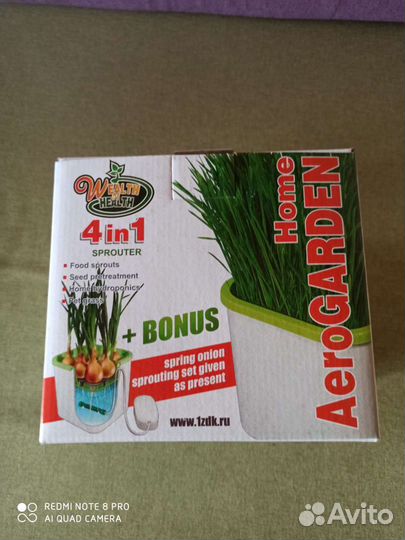 WEALTH
HEALTH
4 in 1
SPROUTER
Food sprouts
Seed pretreatment
Home hydroponics
Pet grass
+ BONUS
spring onion
sprouting set given
as present
www.1zdk.ru
Home
AeroGARDEN
REDMI NOTE 8 PRO
AI QUAD CAMERA
Avito